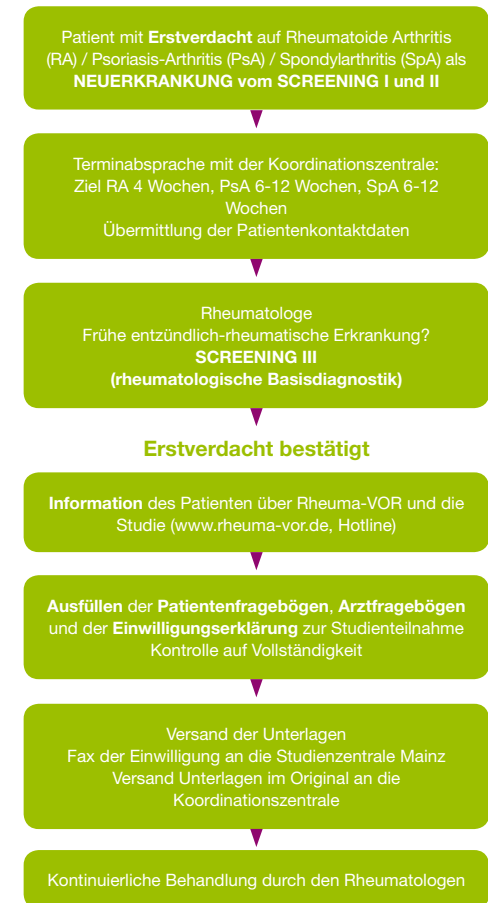 Patient mit Erstverdacht auf Rheumatoide Arthritis
(RA) / Psoriasis-Arthritis (PsA) / Spondylarthritis (SpA) als
NEUERKRANKUNG vom SCREENING I und II
Terminabsprache mit der Koordinationszentrale:
Ziel RA 4 Wochen, PsA 6-12 Wochen, SpA 6-12
Wochen
Übermittlung der Patientenkontaktdaten
Rheumatologe
Frühe entzündlich-rheumatische Erkrankung?
SCREENING III
(rheumatologische Basisdiagnostik)
Erstverdacht bestätigt
Information des Patienten über Rheuma-VOR und die
Studie (www.rheuma-vor.de, Hotline)
Ausfüllen der Patientenfragebögen, Arztfragebögen
und der Einwilligungserklärung zur Studienteilnahme
Kontrolle auf Vollständigkeit
Versand der Unterlagen
Fax der Einwilligung an die Studienzentrale Mainz
Versand Unterlagen im Original an die
Koordinationszentrale
Kontinuierliche Behandlung durch den Rheumatologen